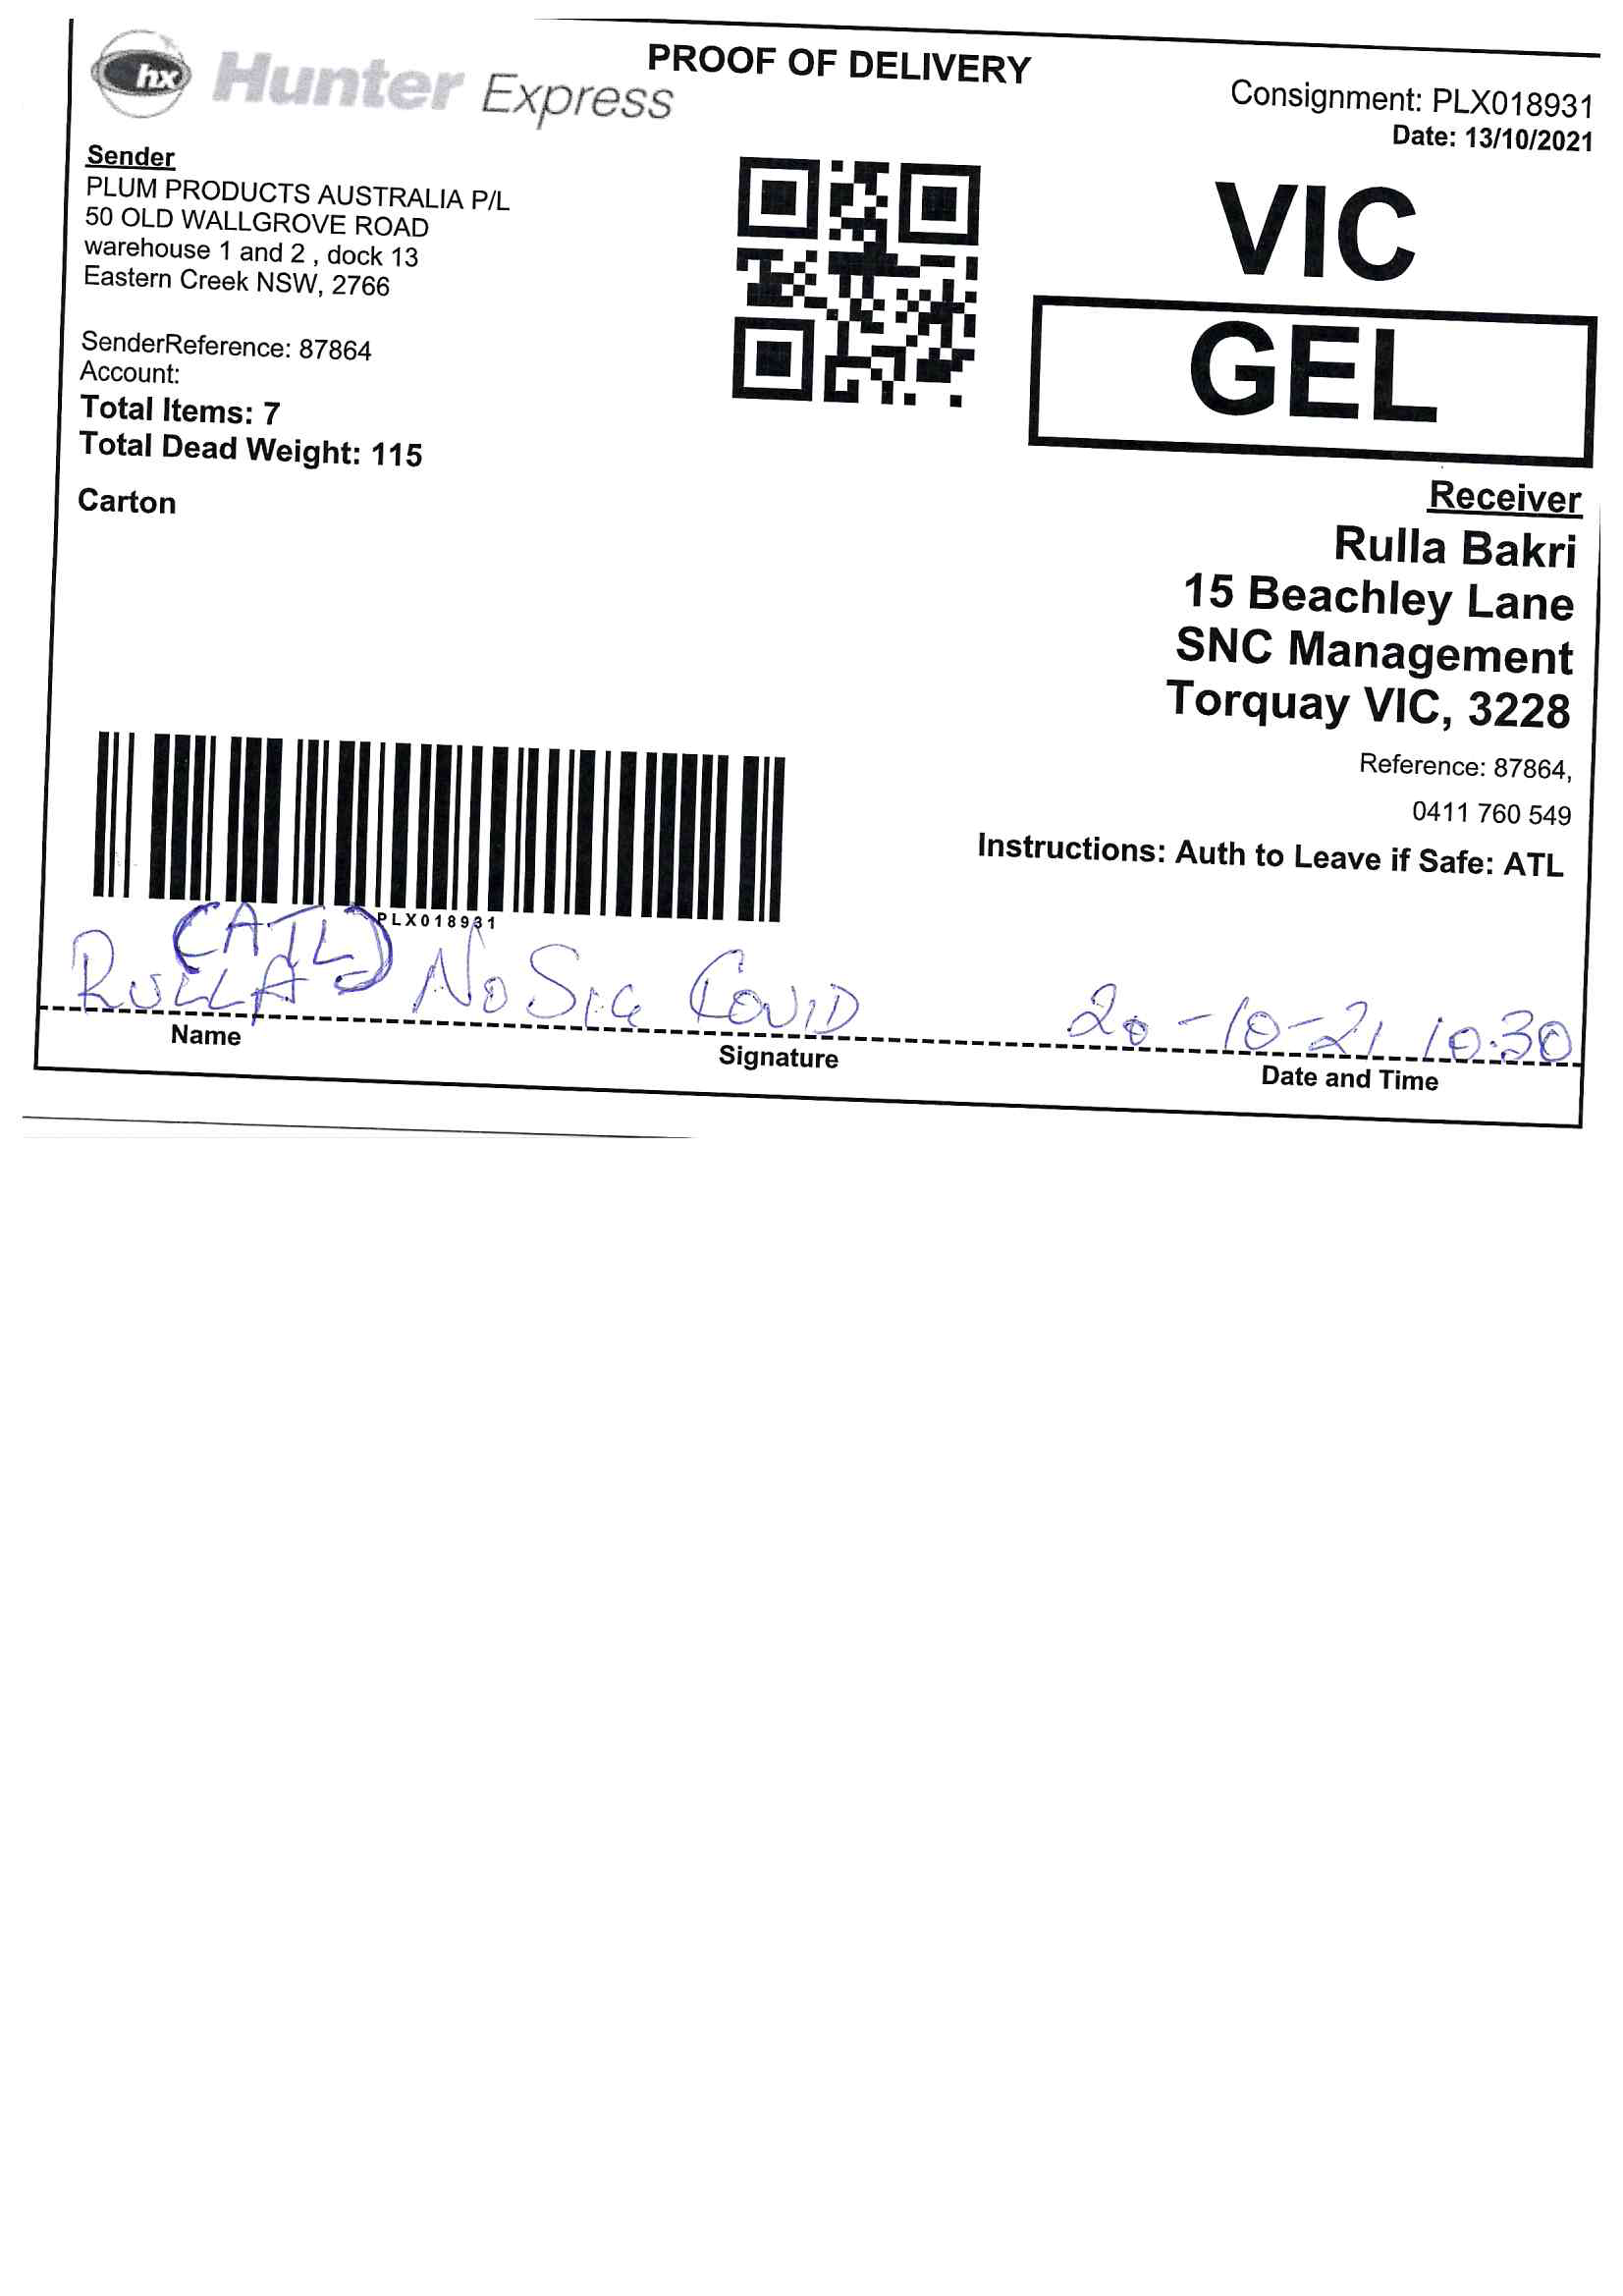 hx Hunter Express
PROOF OF DELIVERY
Consignment: PLX018931
Date: 13/10/2021
Sender
PLUM PRODUCTS AUSTRALIA P/L
50 OLD WALLGROVE ROAD
warehouse 1 and 2 , dock 13
Eastern Creek NSW, 2766
SenderReference: 87864
Account:
Total Items: 7
Total Dead Weight: 115
Carton
VIC
GEL
Receiver
Rulla Bakri
15 Beachley Lane
SNC Management
Torquay VIC, 3228
Reference: 87864,
0411 760 549
Instructions: Auth to Leave if Safe: ATL
PLX018931
(ATL)
RULLA - NO SIG COVID 20-10-21 10.30
Name
Signature
Date and Time